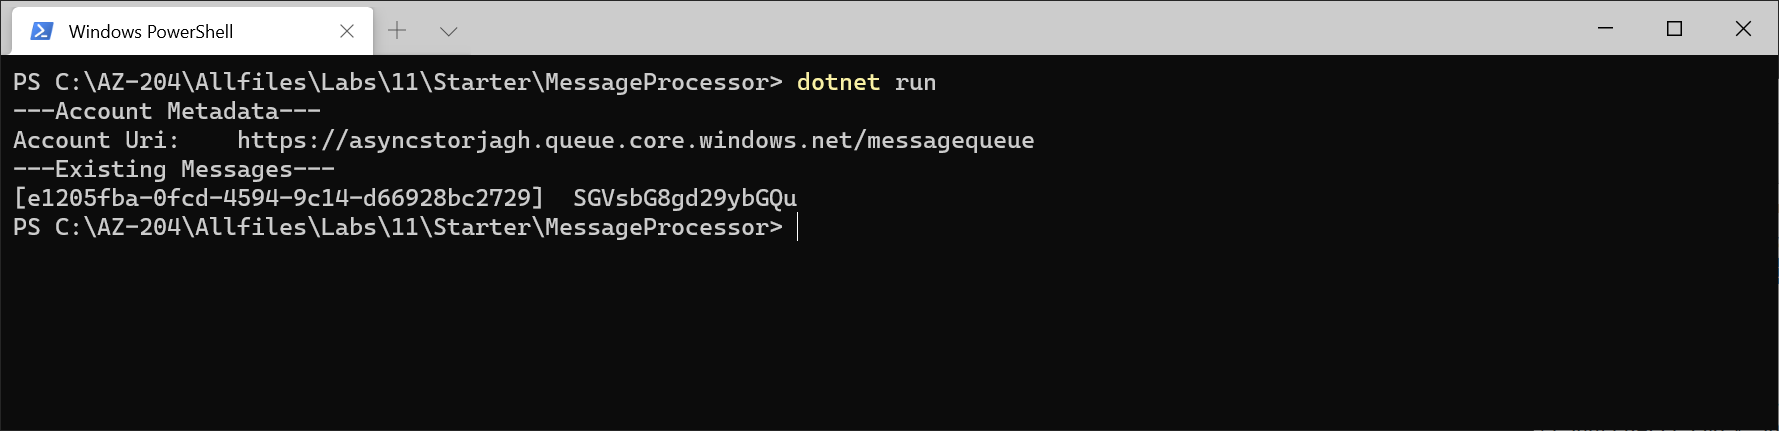 Windows PowerShell
PS C:\AZ-204\Allfiles\Labs\11\Starter\MessageProcessor> dotnet run
---Account Metadata---
Account Uri:    https://asyncstorjagh.queue.core.windows.net/messagequeue
---Existing Messages---
[e1205fba-0fcd-4594-9c14-d66928bc2729]  SGVsbG8gd29ybGQu
PS C:\AZ-204\Allfiles\Labs\11\Starter\MessageProcessor>